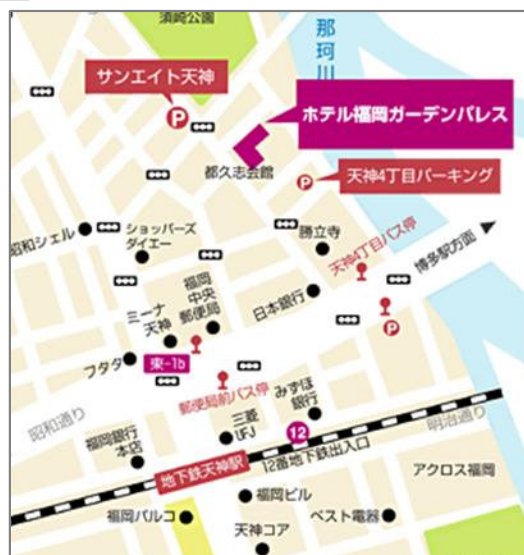 須崎公園
那珂川
サンエイト天神
P
ホテル福岡ガーデンパレス
都久志会館
P
天神4丁目パーキング
昭和シェル
ショッパーズ
ダイエー
勝立寺
天神4丁目バス停
博多駅方面
福岡
中央
郵便局
日本銀行
ミーナ
天神
P
フタタ
東-1b
郵便局前バス停
みずほ
銀行
昭和通り
三菱
UFJ
12
明治通り
福岡銀行
本店
12番地下鉄出入口
地下鉄天神駅
アクロス福岡
福岡ビル
福岡パルコ
ベスト電器
天神コア